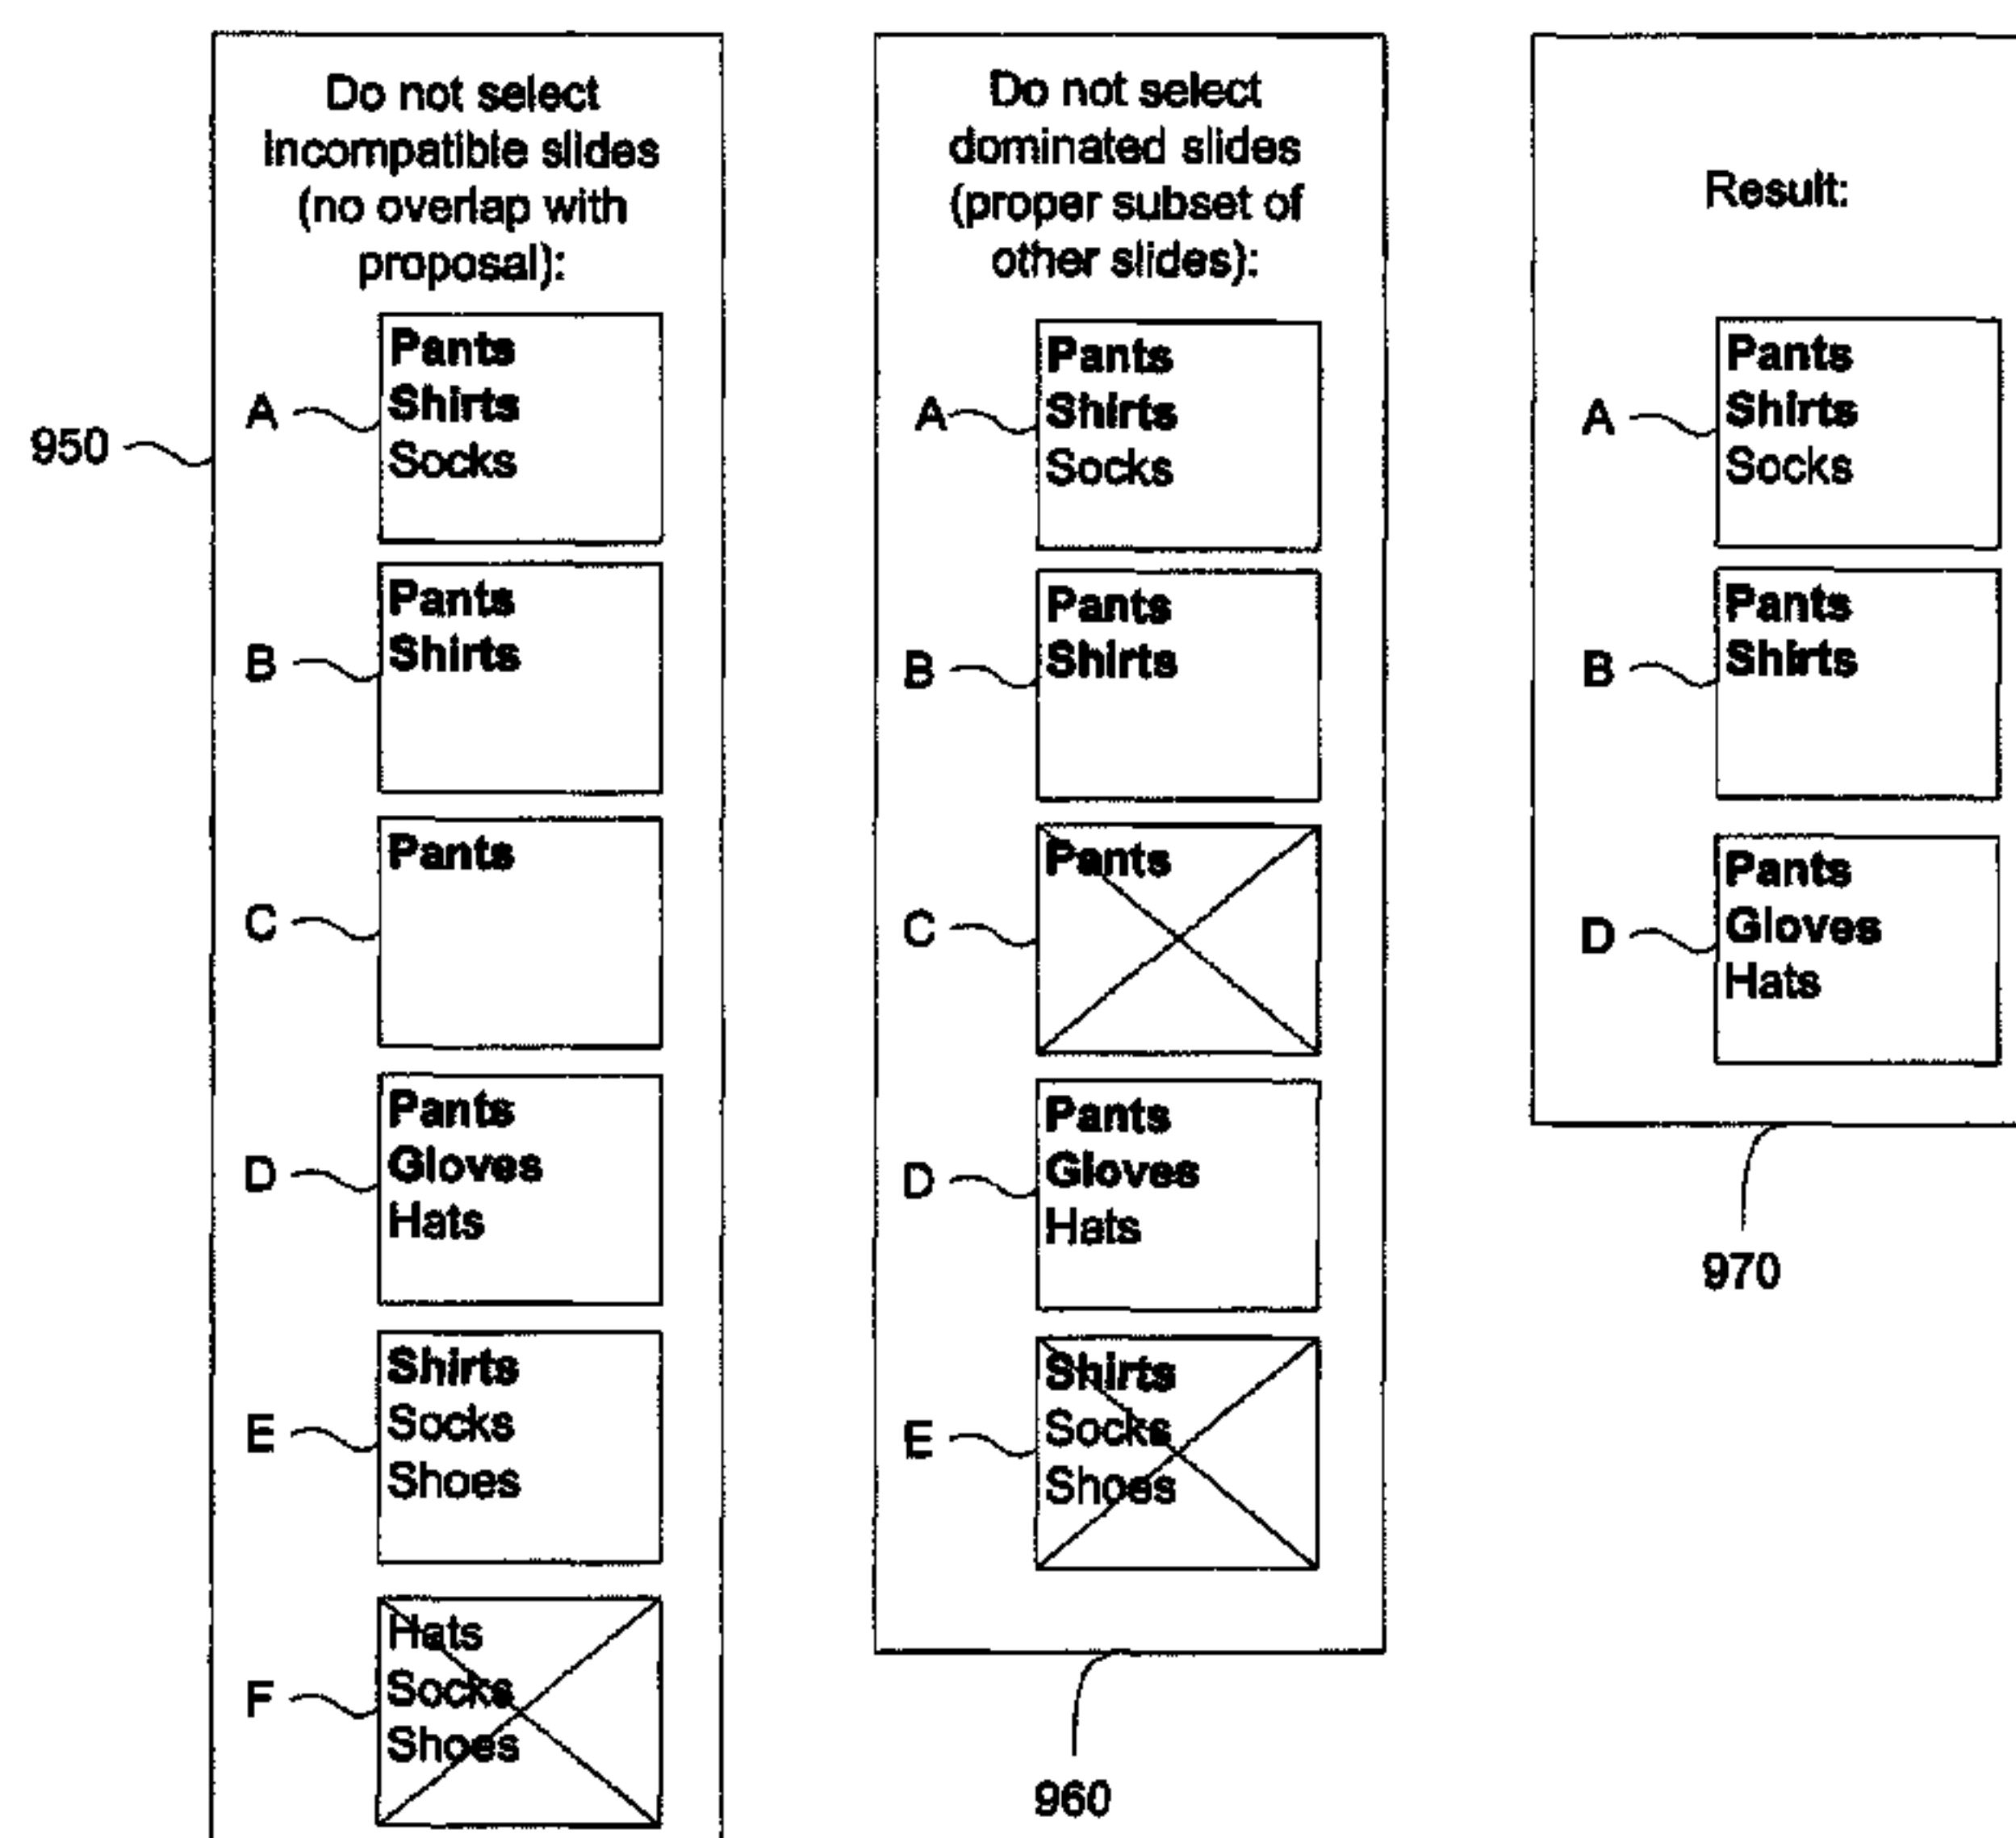 Do not select
incompatible slides
(no overlap with
proposal):
950
A
Pants
Shirts
Socks
B
Pants
Shirts
C
Pants
D
Pants
Gloves
Hats
E
Shirts
Socks
Shoes
F
Hats
Socks
Shoes
Do not select
dominated slides
(proper subset of
other slides):
A
Pants
Shirts
Socks
B
Pants
Shirts
C
Pants
D
Pants
Gloves
Hats
E
Shirts
Socks
Shoes
960
Result:
A
Pants
Shirts
Socks
B
Pants
Shirts
D
Pants
Gloves
Hats
970